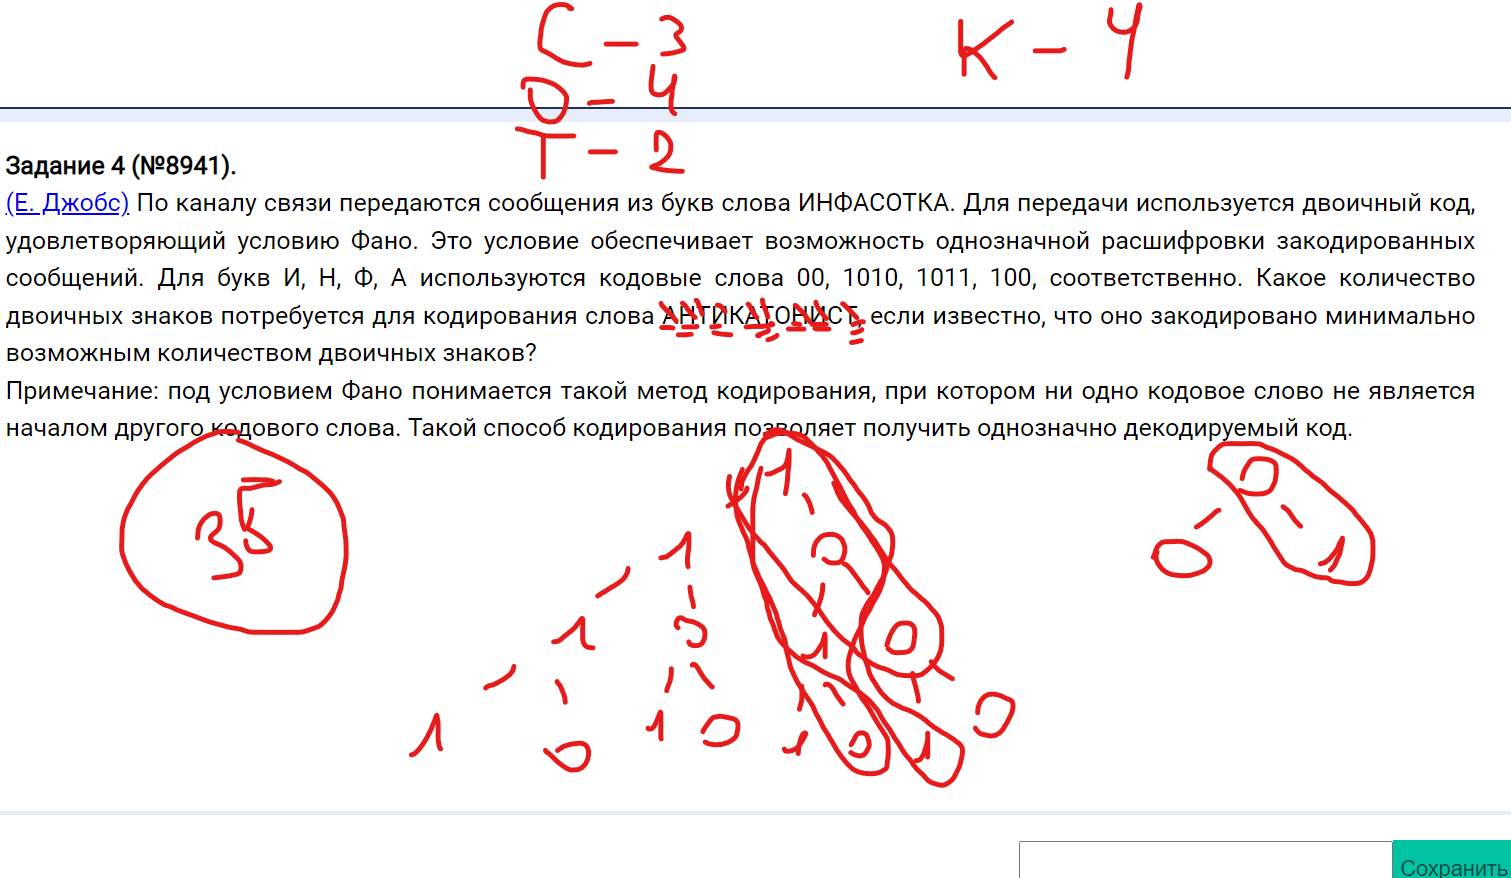 С – 3
К – 4
О – 4
Т – 2
Задание 4 (№8941).
(Е. Джобс) По каналу связи передаются сообщения из букв слова ИНФАСОТКА. Для передачи используется двоичный код,
удовлетворяющий условию Фано. Это условие обеспечивает возможность однозначной расшифровки закодированных
сообщений. Для букв И, Н, Ф, А используются кодовые слова 00, 1010, 1011, 100, соответственно. Какое количество
двоичных знаков потребуется для кодирования слова АНТИКАТОНИСТ, если известно, что оно закодировано минимально
возможным количеством двоичных знаков?
Примечание: под условием Фано понимается такой метод кодирования, при котором ни одно кодовое слово не является
началом другого кодового слова. Такой способ кодирования позволяет получить однозначно декодируемый код.
35
1 0
1 0 0 1
1 0 1 0
1 0 1 0 1 0 1 0
Сохранить